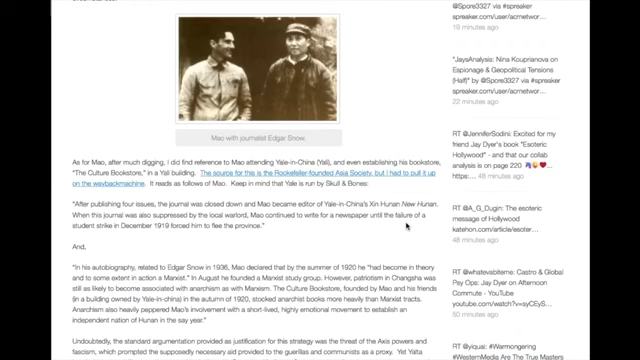 Mao with journalist Edgar Snow.
As for Mao, after much digging, I did find reference to Mao attending Yale-in-China (Yali), and even establishing his bookstore,
"The Culture Bookstore," in a Yali building. The source for this is the Rockefeller-founded Asia Society, but I had to pull it up
on the waybackmachine. It reads as follows of Mao. Keep in mind that Yale is run by Skull & Bones:
"After publishing four issues, the journal was closed down and Mao became editor of Yale-in-China's Xin Hunan New Hunan.
When this journal was also suppressed by the local warlord, Mao continued to write for a newspaper until the failure of
a student strike in December 1919 forced him to flee the province."
And,
"In his autobiography, related to Edgar Snow in 1936, Mao declared that by the summer of 1920 he "had become in theory
and to some extent in action a Marxist." In August he founded a Marxist study group. However, patriotism in Changsha was
still as likely to become associated with anarchism as with Marxism. The Culture Bookstore, founded by Mao and his friends
(in a building owned by Yale-in-china) in the autumn of 1920, stocked anarchist books more heavily than Marxist tracts.
Anarchism also heavily peppered Mao's involvement with a short-lived, highly emotional movement to establish an
independent nation of Hunan in the say year."
Undoubtedly, the standard argumentation provided as justification for this strategy was the threat of the Axis powers and
fascism, which prompted the supposedly necessary aid provided to the guerillas and communists as a proxy. Yet Yalta
@Spore3327 via #spreaker
spreaker.com/user/acrnetwor…
19 minutes ago
"JaysAnalysis: Nina Kouprianova on
Espionage & Geopolitical Tensions
(Half)" by @Spore3327 via #spreaker
spreaker.com/user/acrnetwor…
22 minutes ago
RT @JenniferSodini: Excited for my
friend Jay Dyer's book "Esoteric
Hollywood" - and that our collab
analysis is on page 220
https:… 48 minutes ago
RT @A_G_Dugin: The esoteric
message of Hollywood
katehon.com/article/esoter…
48 minutes ago
RT @whatevabiteme: Castro & Global
Pey Ops: Jay Dyer on Afternoon
Commute - YouTube
youtube.com/watch?v=syCEyS…
50 minutes ago
RT @yiquai: #Warmongering
#WesternMedia Are The True Masters